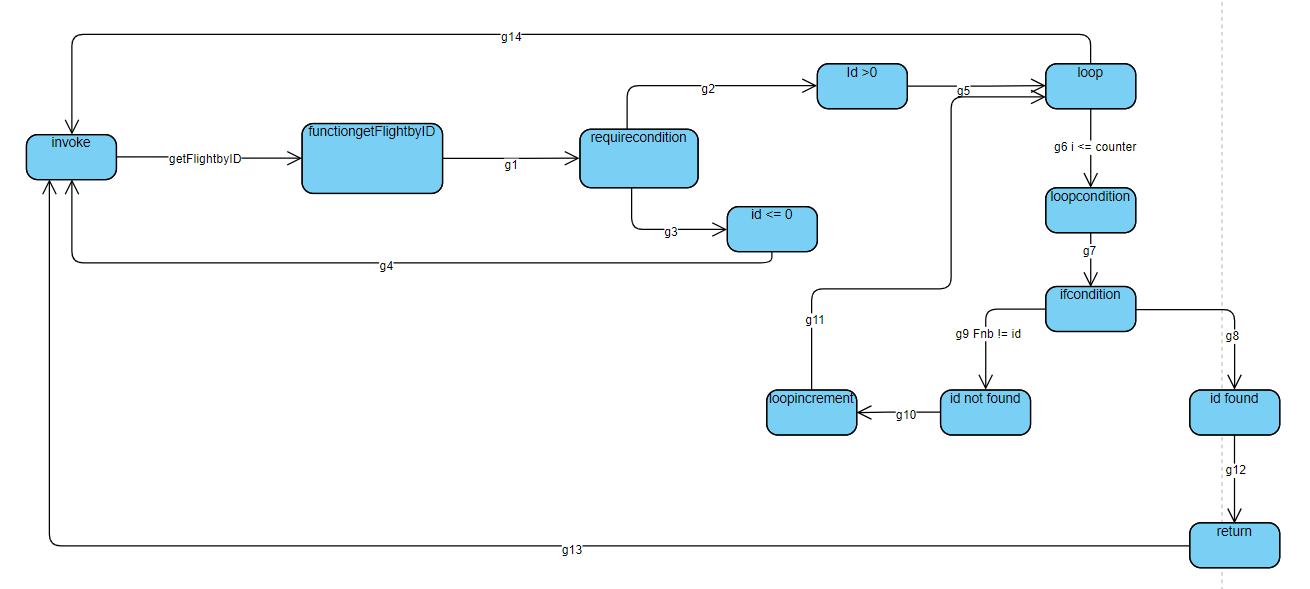 g14
Id >0
loop
g2
g5
functiongetFlightbyID
requirecondition
invoke
g6 i <= counter
getFlightbyID
g1
loopcondition
id <= 0
g3
g7
g4
ifcondition
g11
g9 Fnb != id
g8
loopincrement
id not found
id found
g10
g12
return
g13